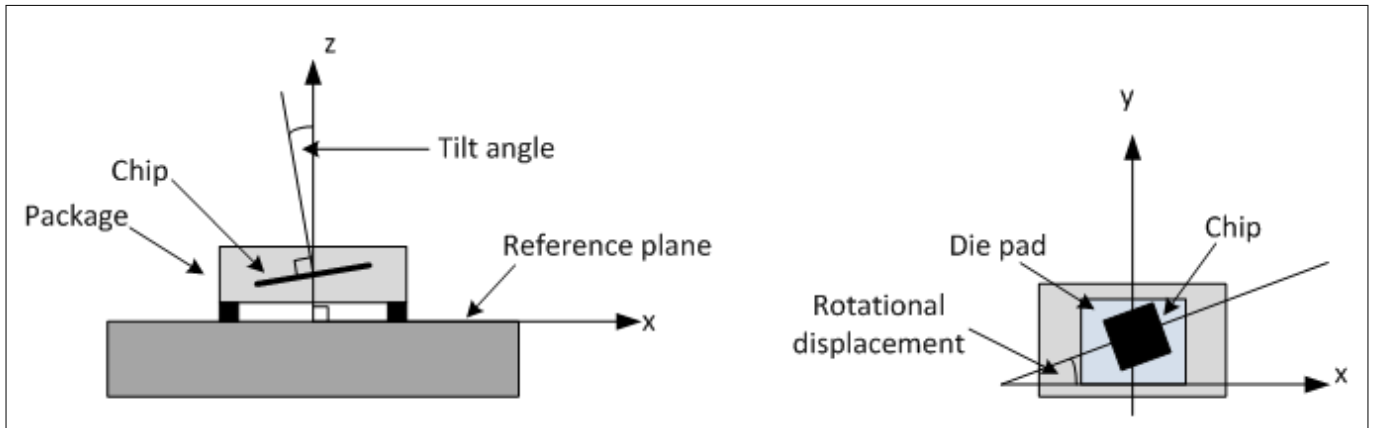 z
Tilt angle
Chip
Package
Reference plane
x
y
Chip
Die pad
Rotational
displacement
x